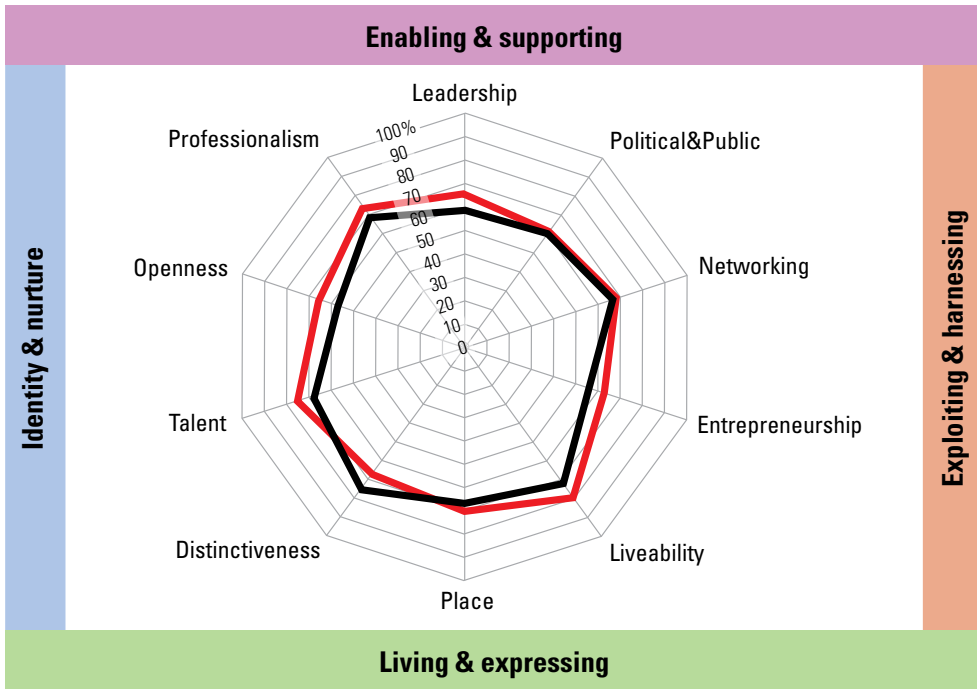 Enabling & supporting
Leadership
Professionalism
Political&Public
100%
90
80
70
60
50
40
30
20
10
0
Openness
Networking
Identity & nurture
Exploiting & harnessing
Talent
Entrepreneurship
Distinctiveness
Liveability
Place
Living & expressing